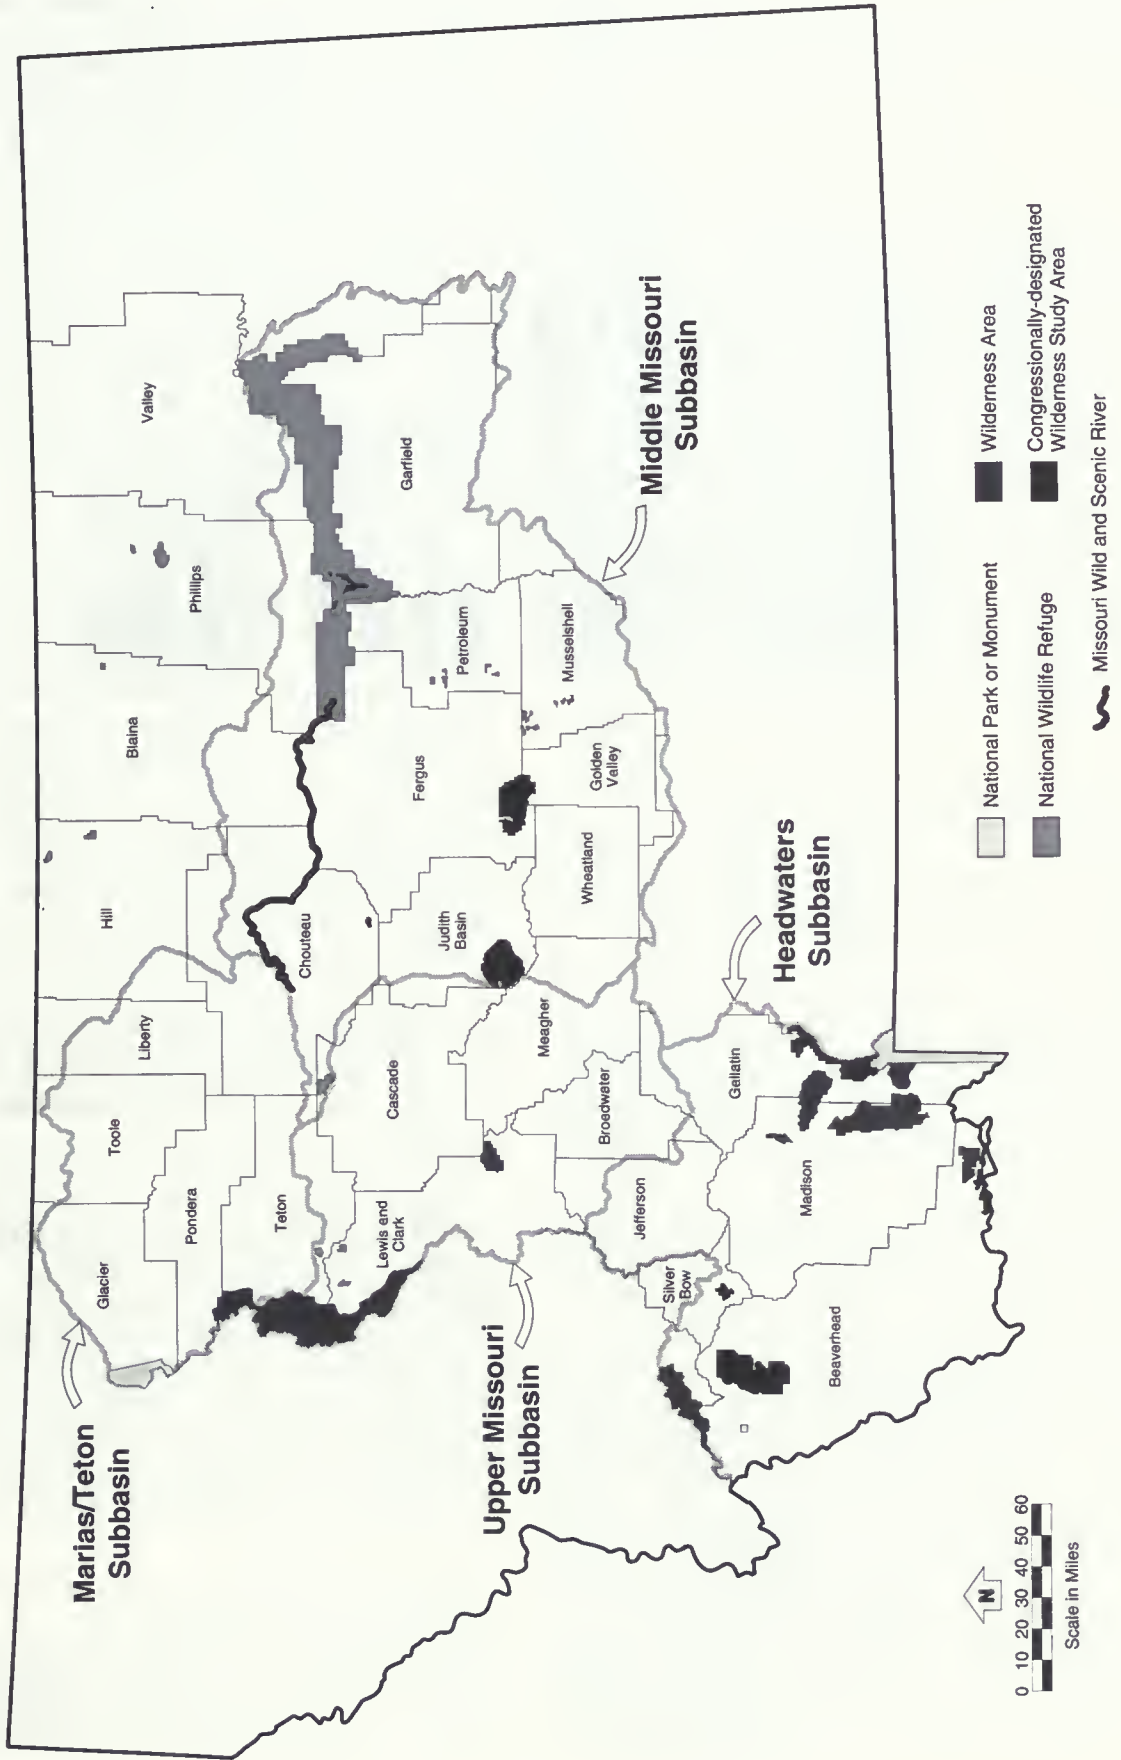 Marias/Teton
Subbasin
Upper Missouri
Subbasin
Middle Missouri
Subbasin
Headwaters
Subbasin
Glacier
Toole
Liberty
Hill
Blaina
Phillips
Valley
Pondera
Teton
Chouteau
Lewis and
Clark
Cascade
Judith
Basin
Fergus
Petroleum
Garfield
Meagher
Broedwater
Wheatland
Golden
Valley
Musselshell
Jefferson
Silver
Bow
Gellatin
Madison
Beaverhead
N
0 10 20 30 40 50 60
Scale in Miles
National Park or Monument
National Wildlife Refuge
Wilderness Area
Congressionally-designated
Wilderness Study Area
Missouri Wild and Scenic River